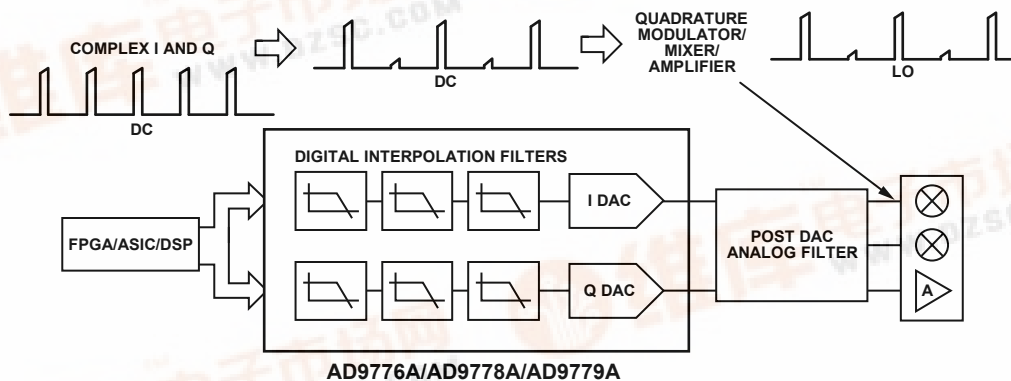 COMPLEX I AND Q
DC
DC
QUADRATURE
MODULATOR/
MIXER/
AMPLIFIER
LO
FPGA/ASIC/DSP
DIGITAL INTERPOLATION FILTERS
I DAC
Q DAC
POST DAC
ANALOG FILTER
A
AD9776A/AD9778A/AD9779A